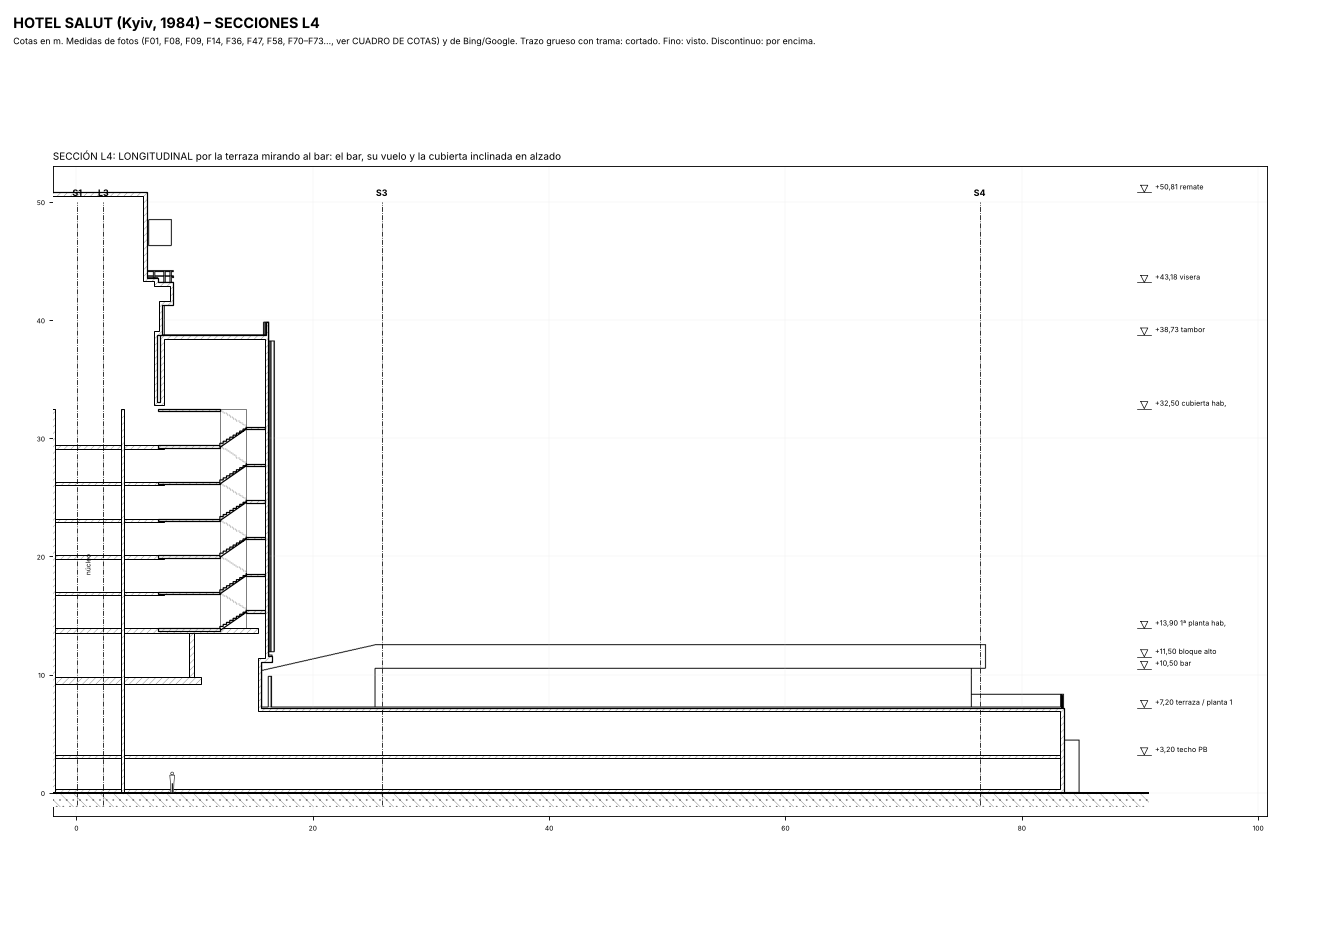 HOTEL SALUT (Kyiv, 1984) – SECCIONES L4
Cotas en m. Medidas de fotos (F01, F08, F09, F14, F36, F47, F58, F70–F73..., ver CUADRO DE COTAS) y de Bing/Google. Trazo grueso con trama: cortado. Fino: visto. Discontinuo: por encima.
SECCIÓN L4: LONGITUDINAL por la terraza mirando al bar: el bar, su vuelo y la cubierta inclinada en alzado
S1 L3 S3 S4
+50,81 remate
50
+43,18 visera
+38,73 tambor
40
+32,50 cubierta hab,
30
20
núcleo
+13,90 1ª planta hab,
+11,50 bloque alto
+10,50 bar
10
+7,20 terraza / planta 1
+3,20 techo PB
0
0 20 40 60 80 100